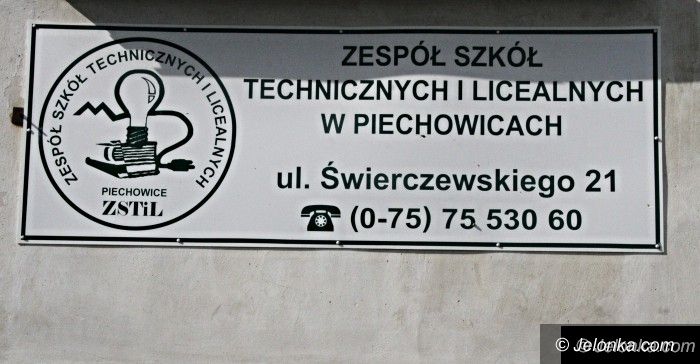 ZESPÓŁ SZKÓŁ TECHNICZNYCH I LICEALNYCH
PIECHOWICE
ZSTiL
ZESPÓŁ SZKÓŁ
TECHNICZNYCH I LICEALNYCH
W PIECHOWICACH
ul. Świerczewskiego 21
☎ (0-75) 75 530 60
© Jelonka.com